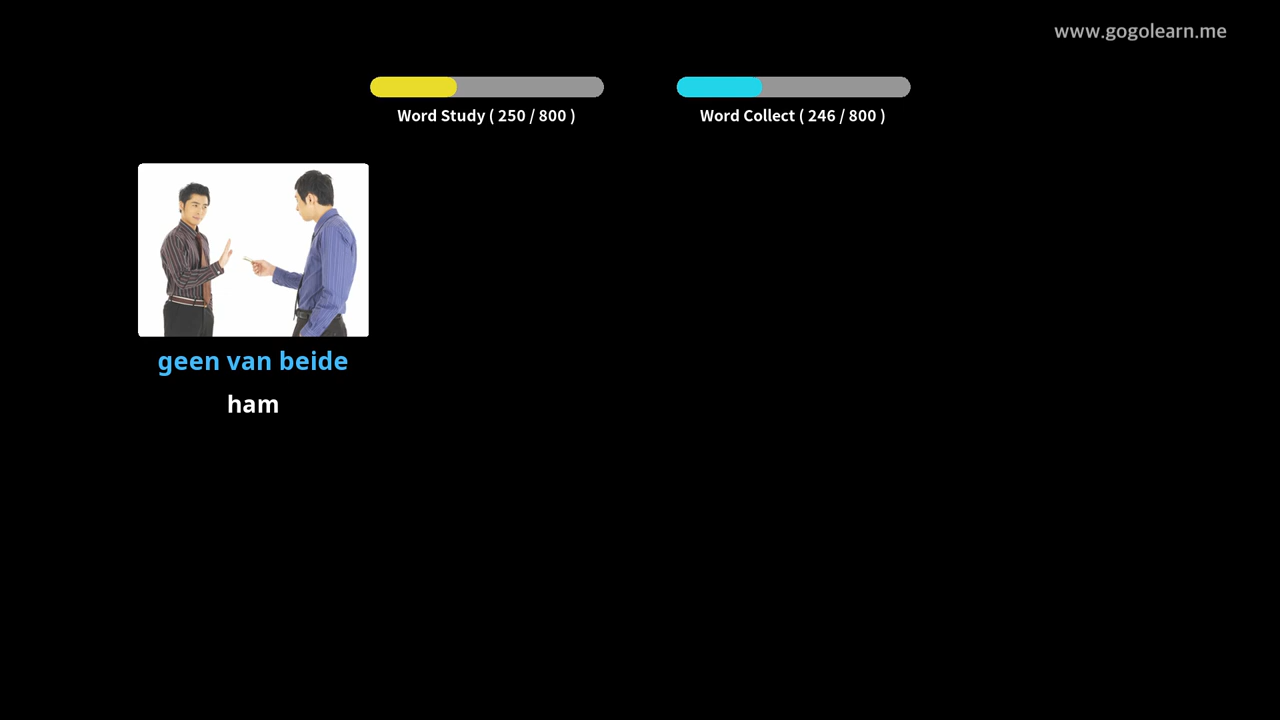 www.gogolearn.me
Word Study ( 250 / 800 )
Word Collect ( 246 / 800 )
geen van beide
ham